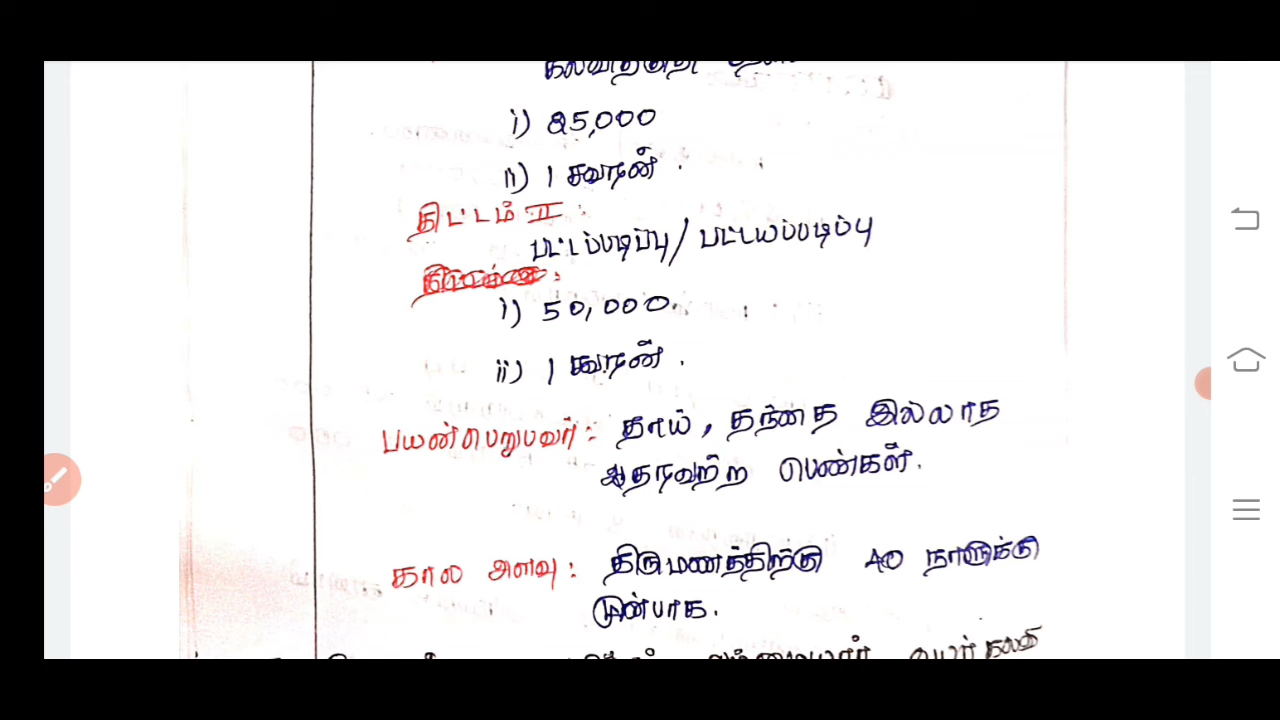 i) 25,000
ii) 1 சவரன்.
திட்டம் II :
பட்டப்படிப்பு / பட்டயப்படிப்பு
i) 50,000.
ii) 1 சவரன்.
பயன்பெறுபவர் :- தாய், தந்தை இல்லாத
ஆதரவற்ற பெண்கள்.
கால அளவு : திருமணத்திற்கு 40 நாளுக்கு
முன்பாக.